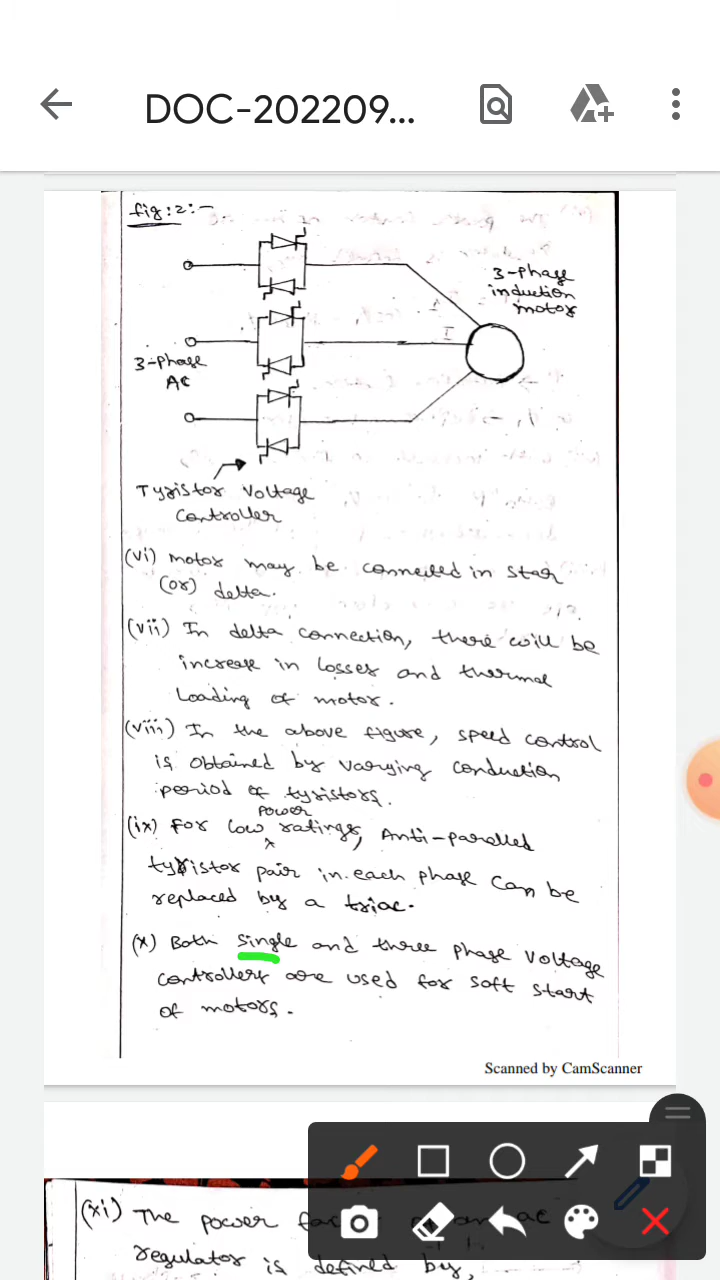 DOC-202209...
fig:2:-
3-phase
induction
motor
3-phase
AC
Tyristor Voltage
Controller
(vi) motor may be connected in star
(or) delta.
(vii) In delta connection, there will be
increase in losses and thermal
loading of motor.
(viii) In the above figure, speed control
is obtained by varying conduction
period of tyristors.
(ix) for low power ratings, Anti-parallel
tyristor pair in each phase can be
replaced by a triac.
(x) Both single and three phase voltage
controllers are used for soft start
of motors.
Scanned by CamScanner
(xi) The power
regulator is defined by,